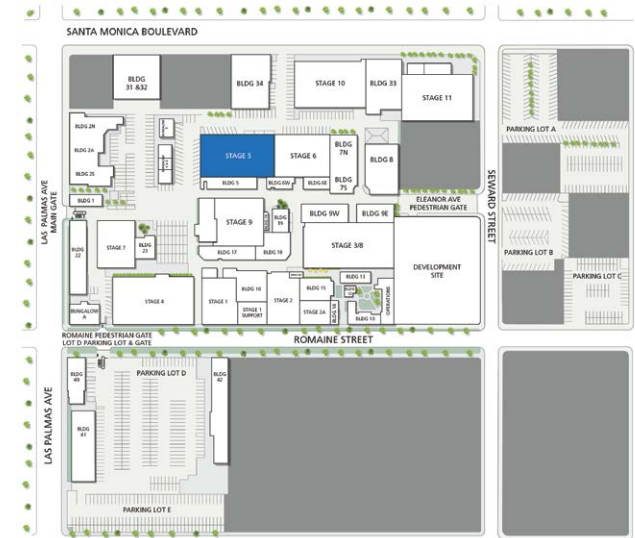 SANTA MONICA BOULEVARD
BLDG
31 &32
BLDG 34
STAGE 10
BLDG 33
STAGE 11
BLDG 2N
BLDG 2A
BLDG 2S
STAGE 5
STAGE 6
BLDG
7N
BLDG
7S
BLDG 8
BLDG 5
BLDG 6W
BLDG 6E
PARKING LOT A
LAS PALMAS AVE
MAIN GATE
BLDG 1
ELEANOR AVE
PEDESTRIAN GATE
SEWARD STREET
BLDG
22
STAGE 7
BLDG
23
STAGE 9
BLDG 17
BLDG 18
BLDG 9W
BLDG 9E
STAGE 3/8
DEVELOPMENT
SITE
PARKING LOT B
PARKING LOT C
BUNGALOW
A
STAGE 4
STAGE 1
BLDG 16
STAGE 1
SUPPORT
STAGE 2
BLDG 15
STAGE 2A
BLDG 14
BLDG 13
BLDG 10
OPERATIONS
ROMAINE PEDESTRIAN GATE
LOT D PARKING LOT & GATE
ROMAINE STREET
LAS PALMAS AVE
BLDG
40
BLDG
41
PARKING LOT D
BLDG
42
PARKING LOT E